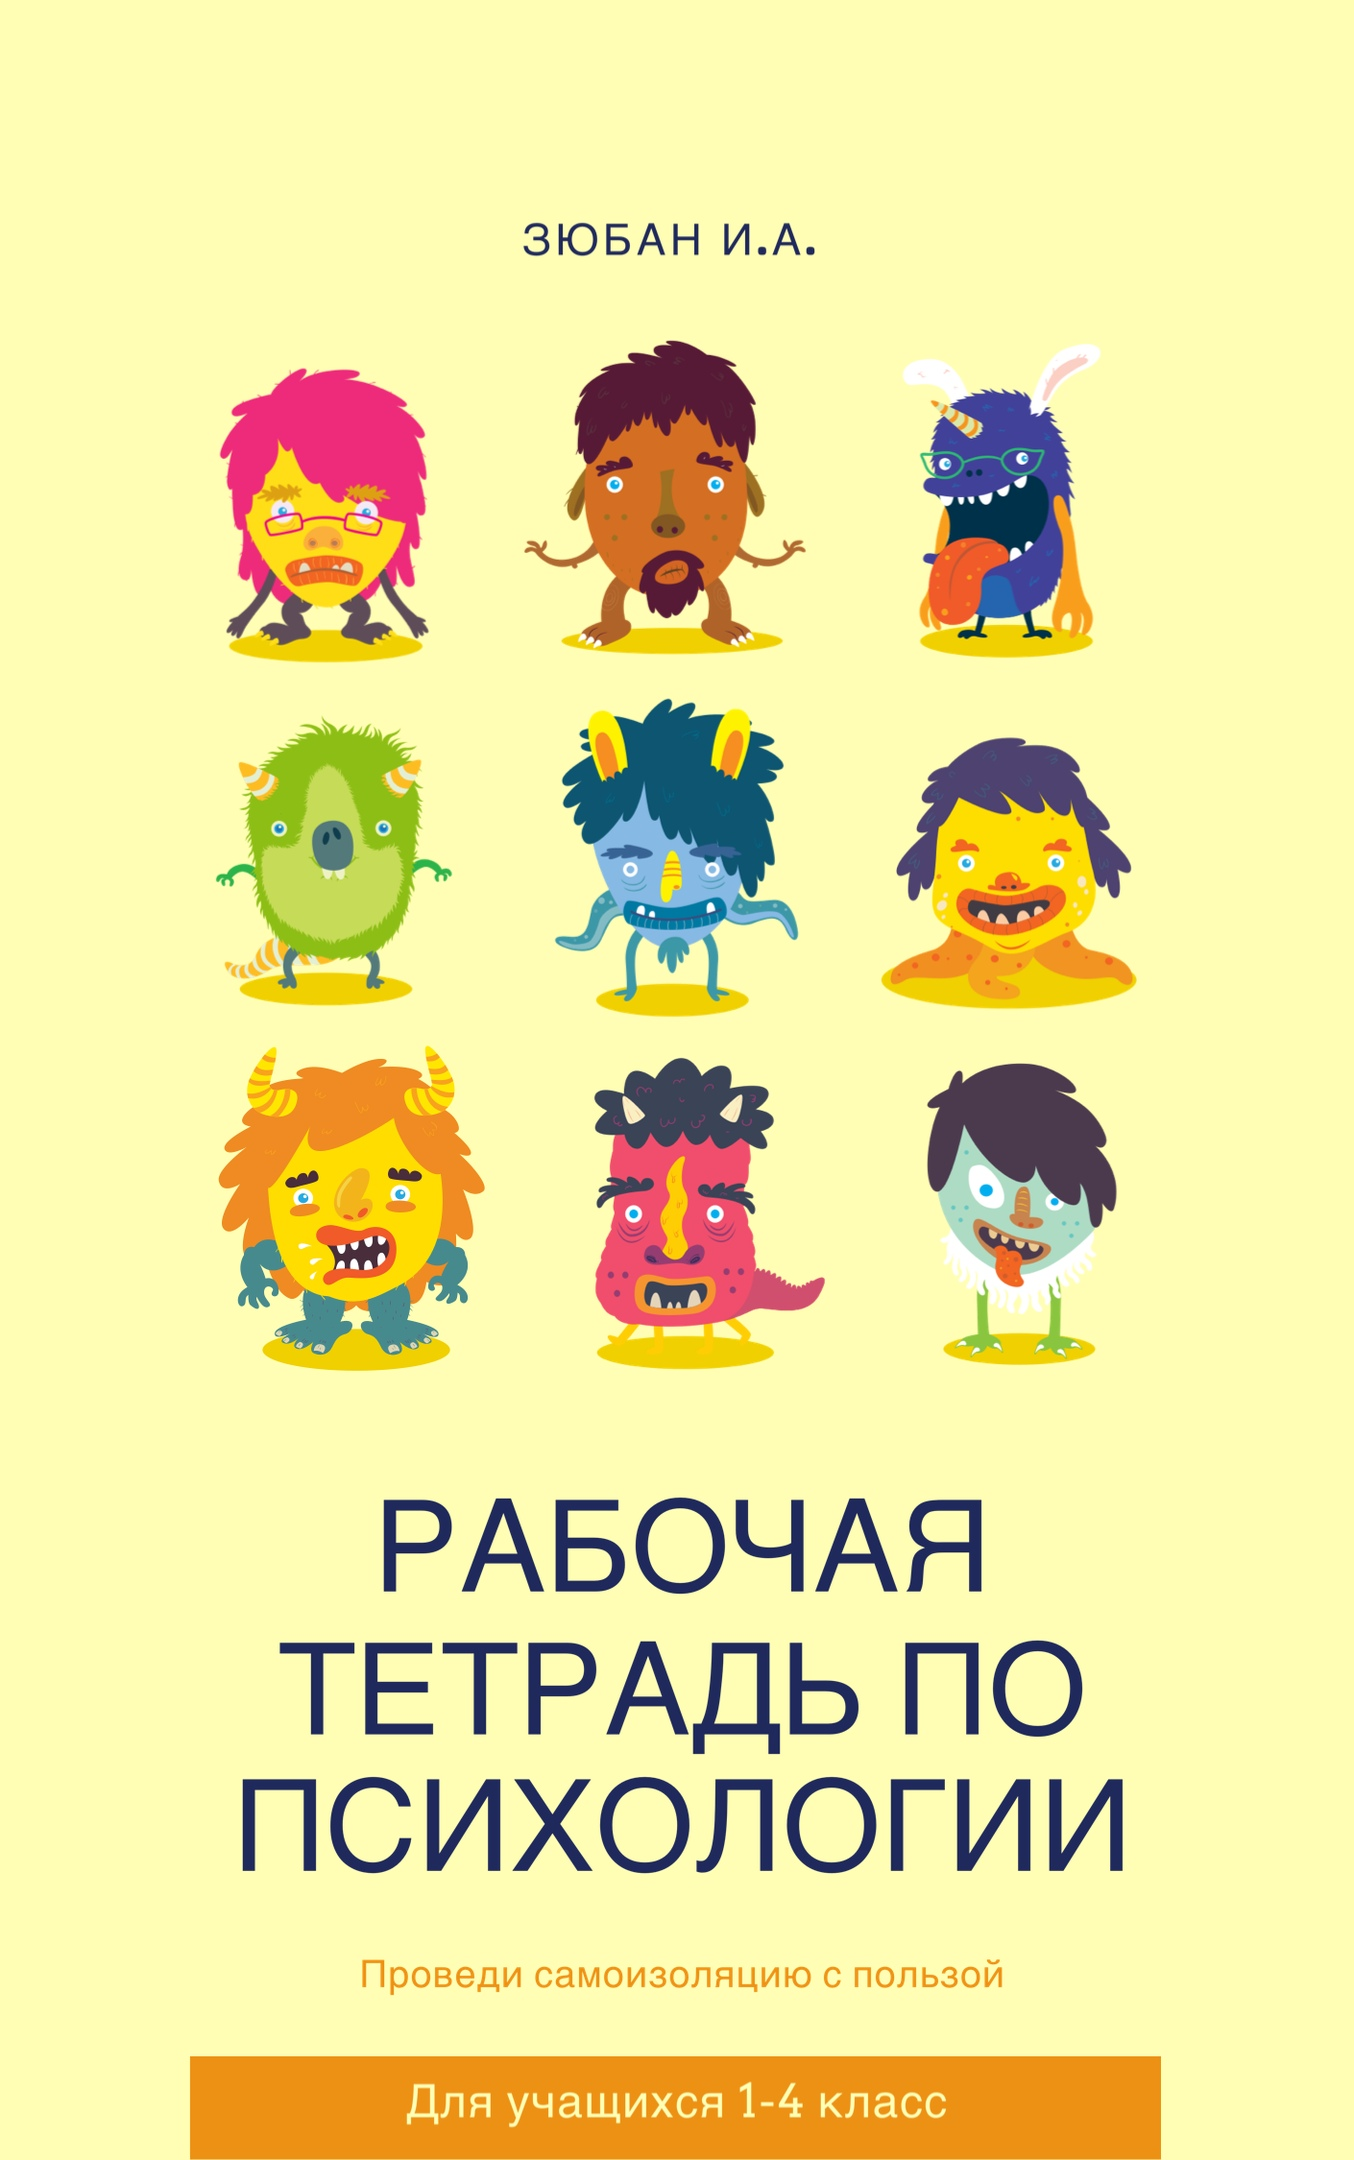 ЗЮБАН И.А.
РАБОЧАЯ
ТЕТРАДЬ ПО
ПСИХОЛОГИИ
Проведи самоизоляцию с пользой
Для учащихся 1-4 класс